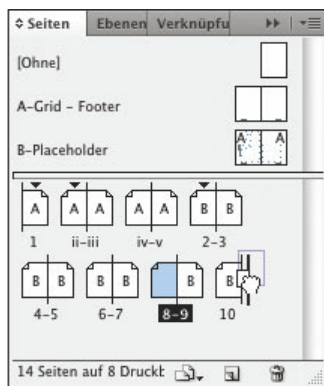 Seiten Ebenen Verknüpfu
[Ohne]
A-Grid - Footer
B-Placeholder
A A
A A A A A B B
1 ii-iii iv-v 2-3
B B B B B B
4-5 6-7 8-9 10
14 Seiten auf 8 Druckb